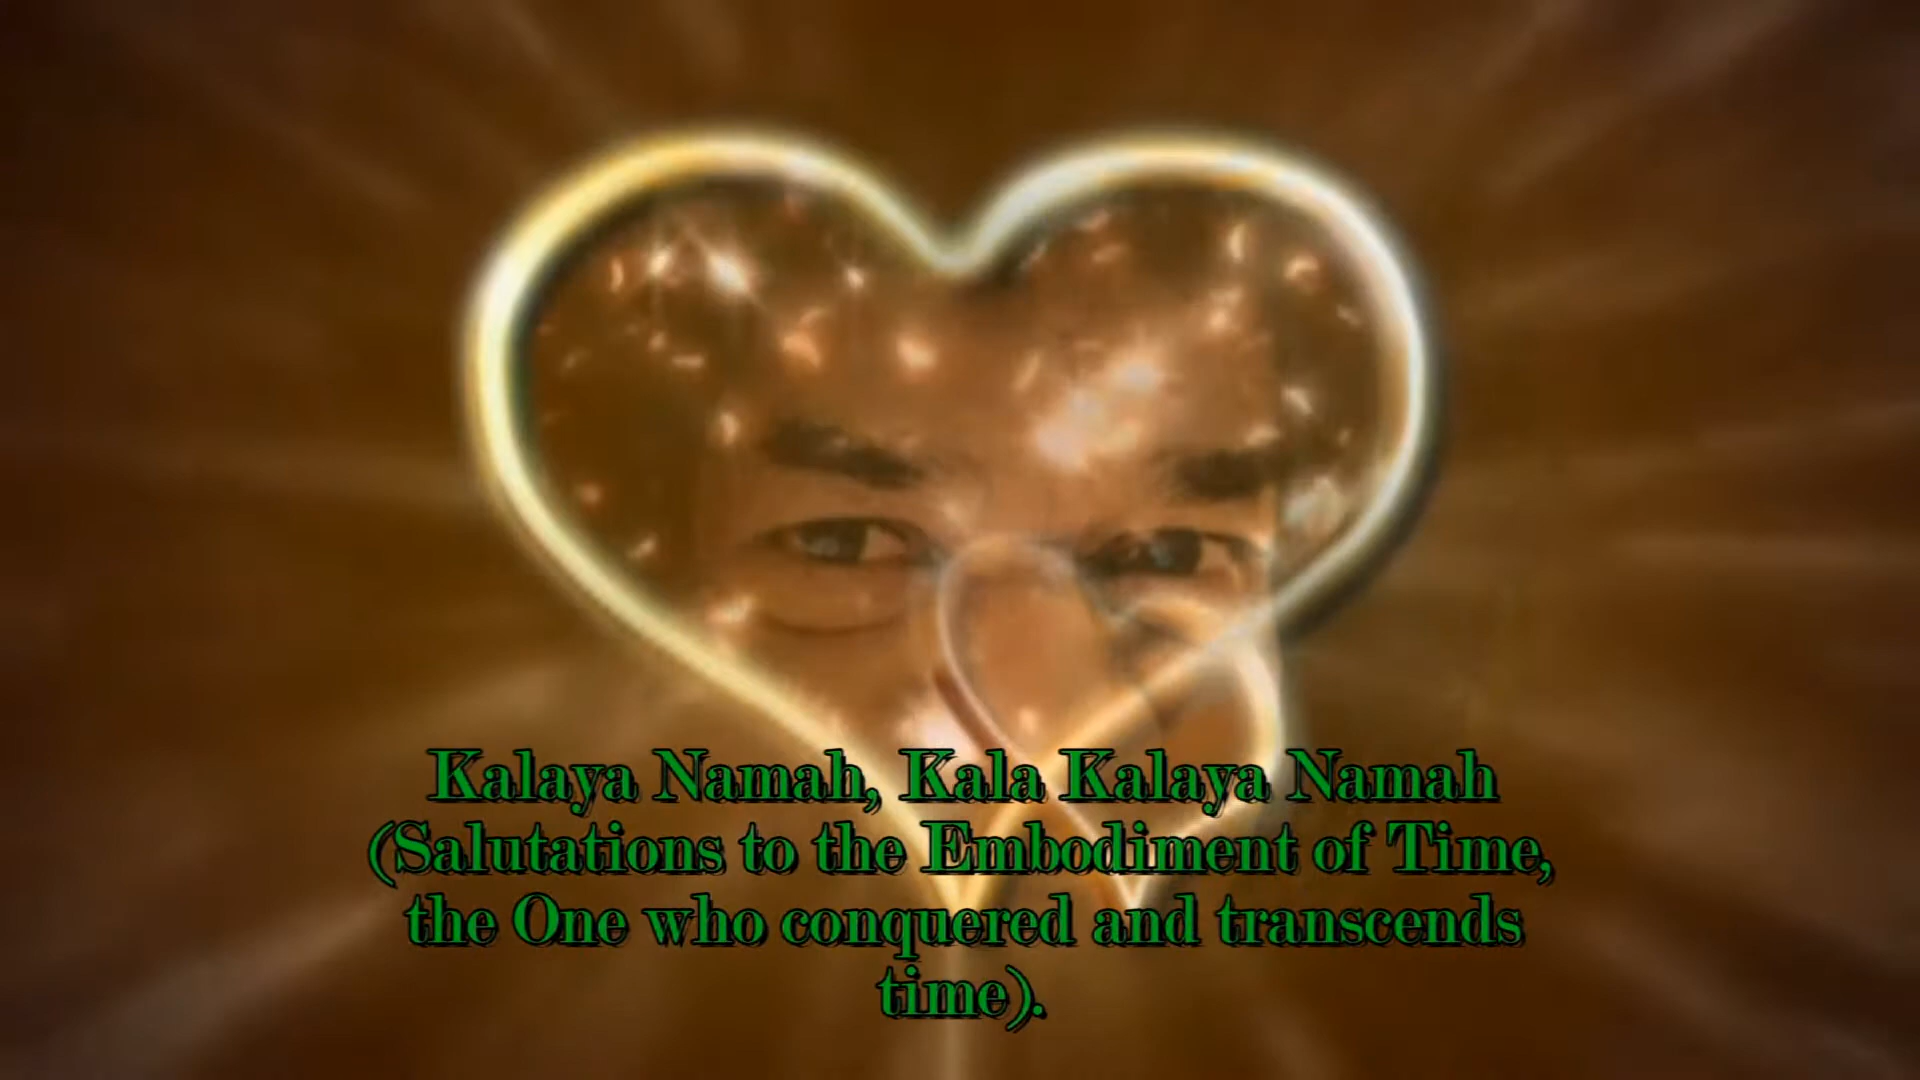 Kalaya Namah, Kala Kalaya Namah
(Salutations to the Embodiment of Time,
the One who conquered and transcends
time).